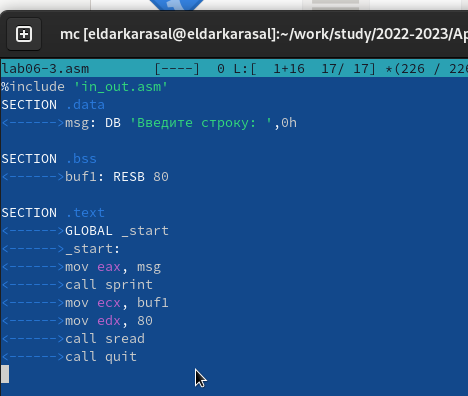 mc [eldarkarasal@eldarkarasal]:~/work/study/2022-2023/Ap
lab06-3.asm [----] 0 L:[ 1+16 17/ 17] *(226 / 226
%include 'in_out.asm'
SECTION .data
<------>msg: DB 'Введите строку: ',0h
SECTION .bss
<------>buf1: RESB 80
SECTION .text
<------>GLOBAL _start
<------>_start:
<------>mov eax, msg
<------>call sprint
<------>mov ecx, buf1
<------>mov edx, 80
<------>call sread
<------>call quit